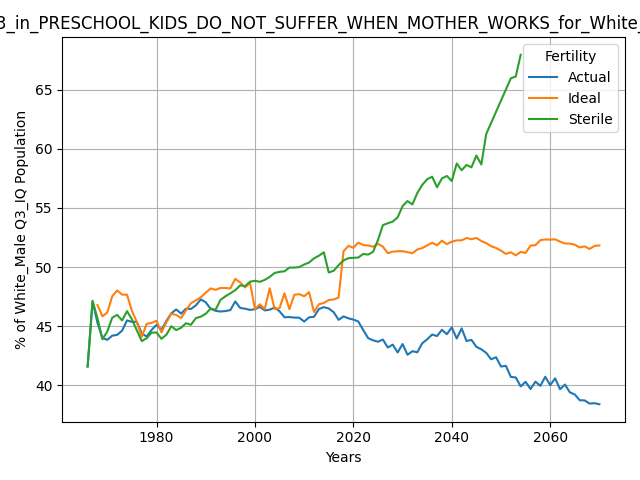 3_in_PRESCHOOL_KIDS_DO_NOT_SUFFER_WHEN_MOTHER_WORKS_for_White_
Fertility
Actual
Ideal
Sterile
% of White_Male Q3_IQ Population
65
60
55
50
45
40
1980
2000
2020
2040
2060
Years